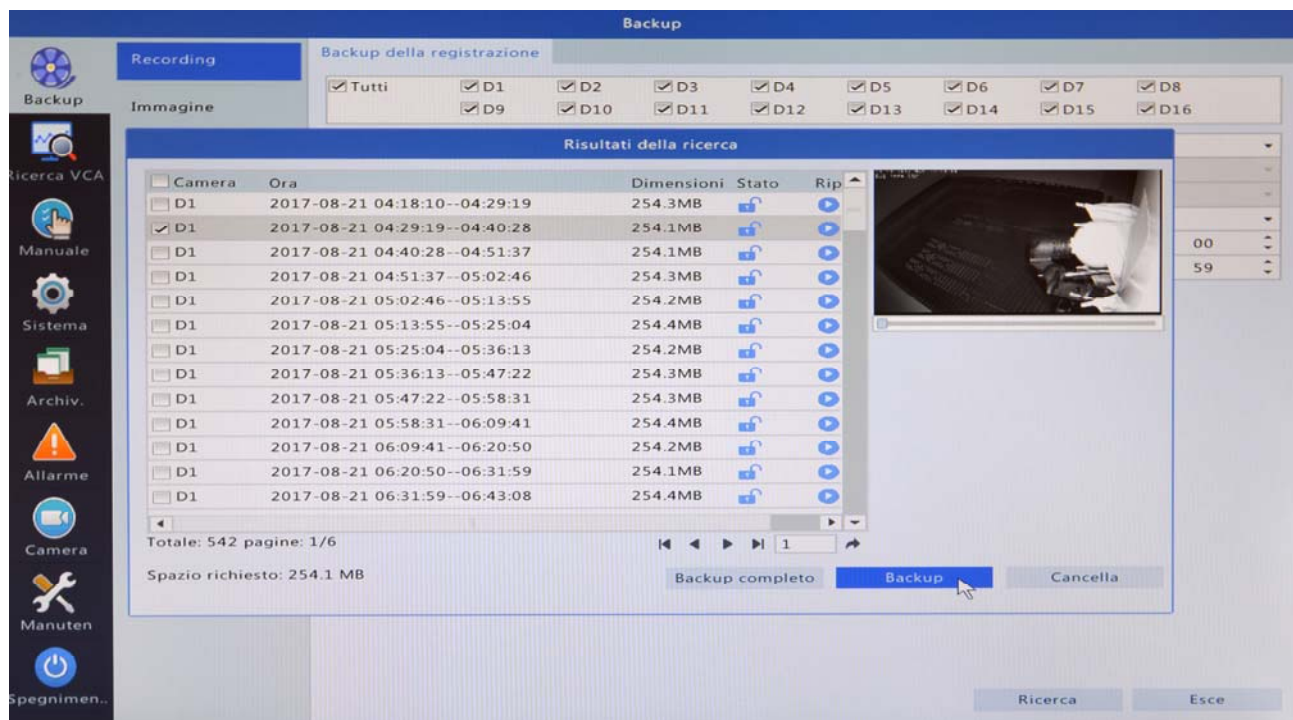 Backup
Backup
Ricerca VCA
Manuale
Sistema
Archiv.
Allarme
Camera
Manuten
Spegnimen..
Recording
Immagine
Backup della registrazione
Tutti D1 D2 D3 D4 D5 D6 D7 D8
D9 D10 D11 D12 D13 D14 D15 D16
Risultati della ricerca
Camera Ora Dimensioni Stato Rip
D1 2017-08-21 04:18:10--04:29:19 254.3MB
D1 2017-08-21 04:29:19--04:40:28 254.1MB
D1 2017-08-21 04:40:28--04:51:37 254.1MB
D1 2017-08-21 04:51:37--05:02:46 254.3MB
D1 2017-08-21 05:02:46--05:13:55 254.2MB
D1 2017-08-21 05:13:55--05:25:04 254.4MB
D1 2017-08-21 05:25:04--05:36:13 254.2MB
D1 2017-08-21 05:36:13--05:47:22 254.3MB
D1 2017-08-21 05:47:22--05:58:31 254.3MB
D1 2017-08-21 05:58:31--06:09:41 254.4MB
D1 2017-08-21 06:09:41--06:20:50 254.2MB
D1 2017-08-21 06:20:50--06:31:59 254.1MB
D1 2017-08-21 06:31:59--06:43:08 254.4MB
00
59
Totale: 542 pagine: 1/6
1
Spazio richiesto: 254.1 MB
Backup completo
Backup
Cancella
Ricerca
Esce